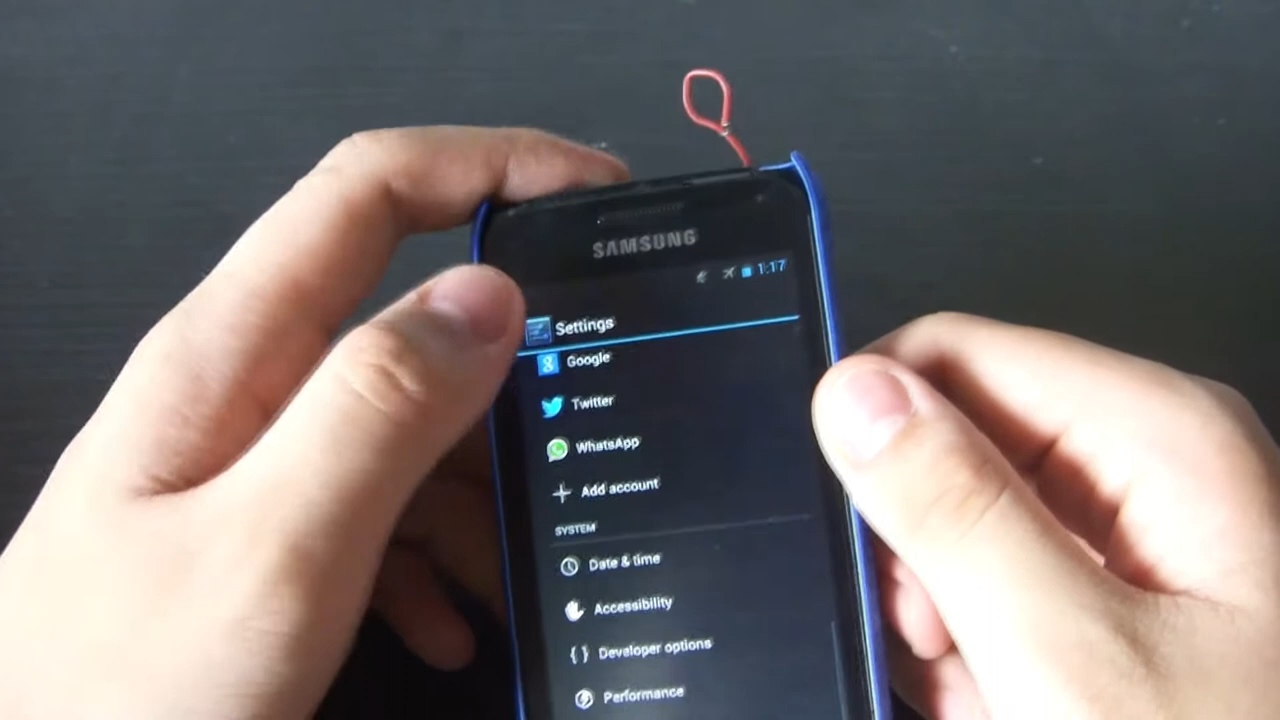 SAMSUNG
1:17
Settings
Google
Twitter
WhatsApp
Add account
SYSTEM
Date & time
Accessibility
Developer options
Performance